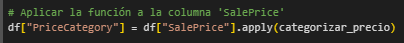 # Aplicar la función a la columna 'SalePrice'
df["PriceCategory"] = df["SalePrice"].apply(categorizar_precio)